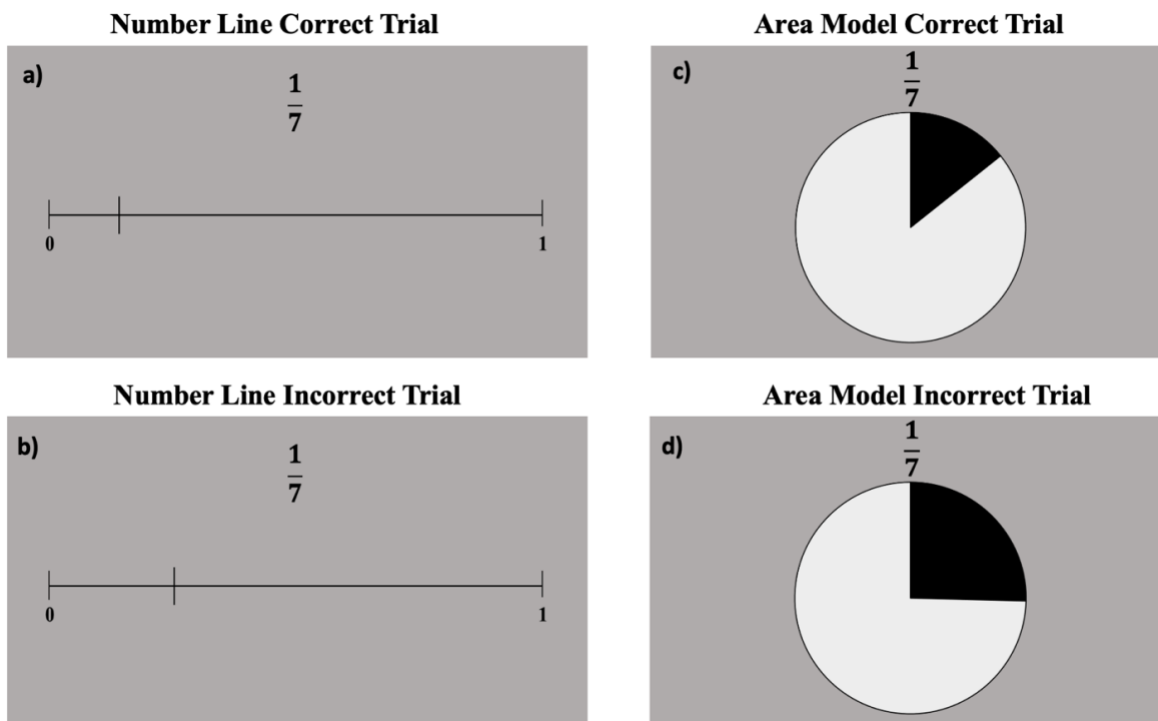 Number Line Correct Trial
a)
1
7
0 1
Area Model Correct Trial
c)
1
7
Number Line Incorrect Trial
b)
1
7
0 1
Area Model Incorrect Trial
d)
1
7